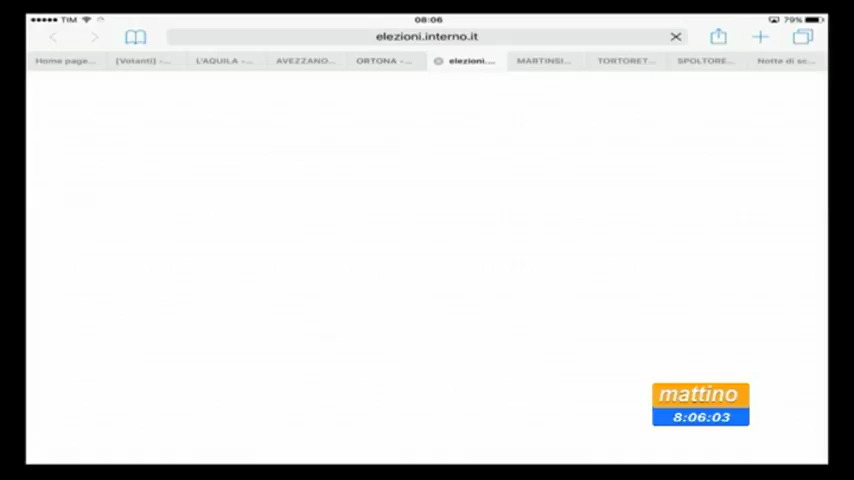 TIM 08:06 79%
elezioni.interno.it
Home page... (Votanti) -... L'AQUILA -... AVEZZANO... ORTONA -... elezioni.... MARTINSI... TORTORET... SPOLTORE... Notte di sc...
mattino
8:06:03